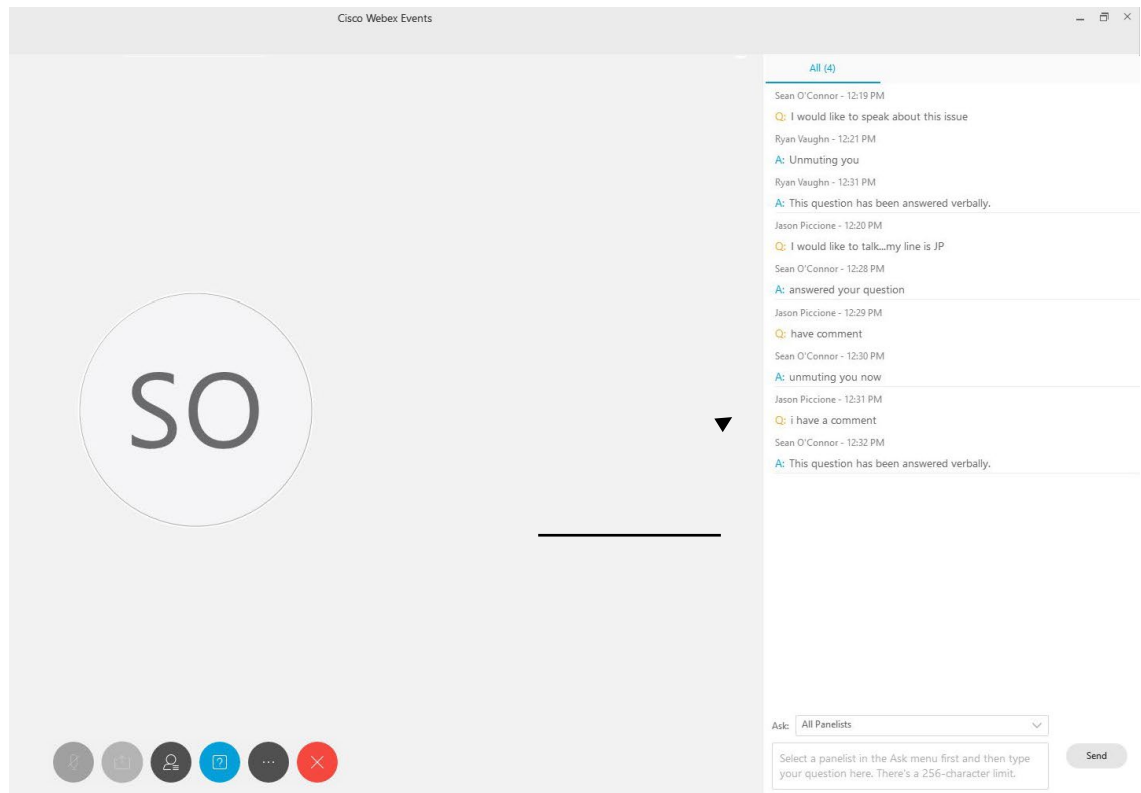 Cisco Webex Events
All (4)
Sean O'Connor - 12:19 PM
Q: I would like to speak about this issue
Ryan Vaughn - 12:21 PM
A: Unmuting you
Ryan Vaughn - 12:31 PM
A: This question has been answered verbally.
Jason Piccione - 12:20 PM
Q: I would like to talk...my line is JP
Sean O'Connor - 12:28 PM
A: answered your question
Jason Piccione - 12:29 PM
Q: have comment
Sean O'Connor - 12:30 PM
A: unmuting you now
Jason Piccione - 12:31 PM
Q: i have a comment
Sean O'Connor - 12:32 PM
A: This question has been answered verbally.
SO
Ask: All Panelists
Select a panelist in the Ask menu first and then type
your question here. There's a 256-character limit.
Send